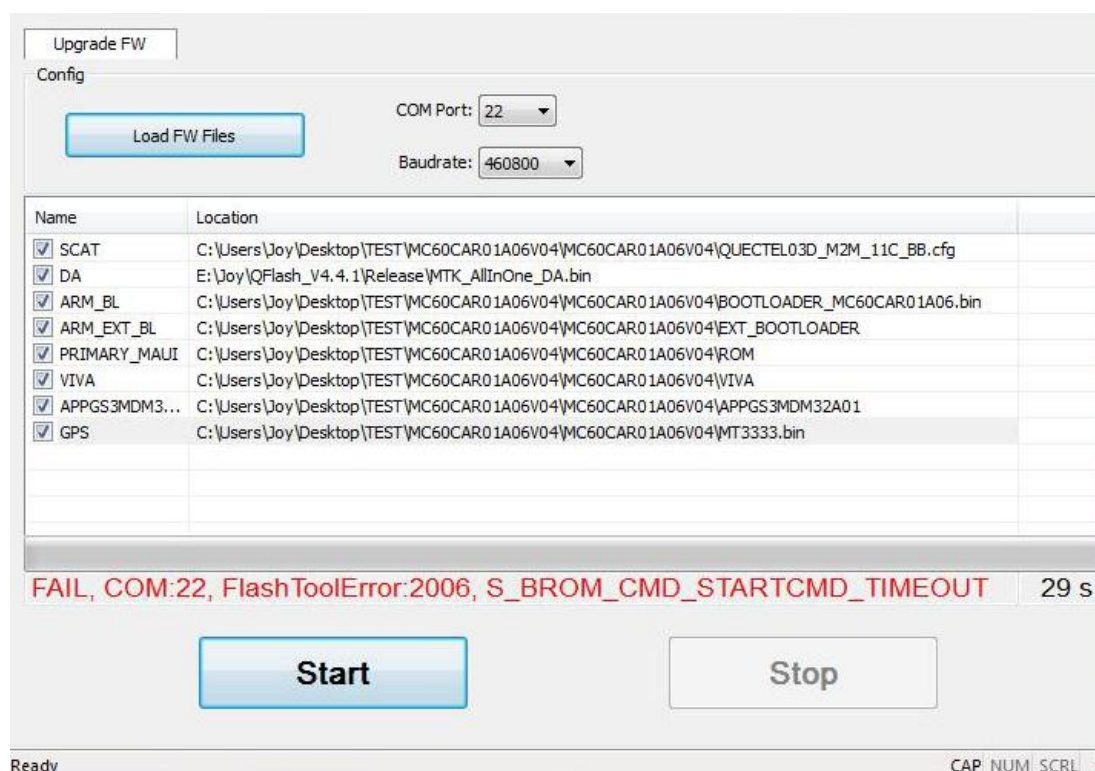 Upgrade FW
Config
Load FW Files
COM Port: 22
Baudrate: 460800
Name Location
SCAT C:\Users\Joy\Desktop\TEST\MC60CAR01A06V04\MC60CAR01A06V04\QUECTEL03D_M2M_11C_BB.cfg
DA E:\Joy\QFlash_V4.4.1\Release\MTK_AllInOne_DA.bin
ARM_BL C:\Users\Joy\Desktop\TEST\MC60CAR01A06V04\MC60CAR01A06V04\BOOTLOADER_MC60CAR01A06.bin
ARM_EXT_BL C:\Users\Joy\Desktop\TEST\MC60CAR01A06V04\MC60CAR01A06V04\EXT_BOOTLOADER
PRIMARY_MAUI C:\Users\Joy\Desktop\TEST\MC60CAR01A06V04\MC60CAR01A06V04\ROM
VIVA C:\Users\Joy\Desktop\TEST\MC60CAR01A06V04\MC60CAR01A06V04\VIVA
APPGS3MDM3... C:\Users\Joy\Desktop\TEST\MC60CAR01A06V04\MC60CAR01A06V04\APPGS3MDM32A01
GPS C:\Users\Joy\Desktop\TEST\MC60CAR01A06V04\MC60CAR01A06V04\MT3333.bin
FAIL, COM:22, FlashToolError:2006, S_BROM_CMD_STARTCMD_TIMEOUT 29 s
Start Stop
Ready CAP NUM SCRL